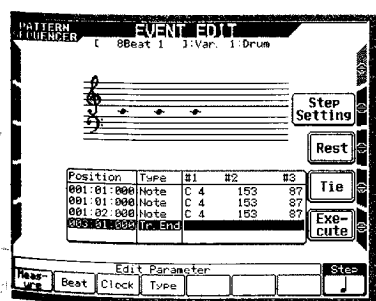 PATTERN SEQUENCER
EVENT EDIT
[ 8Beat 1 ]:Var. 1:Drum
Step Setting
Rest
Tie
Exe-cute
Position Type #1 #2 #3
001:01:000 Note C 4 153 87
001:01:000 Note C 4 153 87
001:02:000 Note C 4 153 87
003:01:000 Tr.End
Edit Parameter
Step
Meas-ure Beat Clock Type